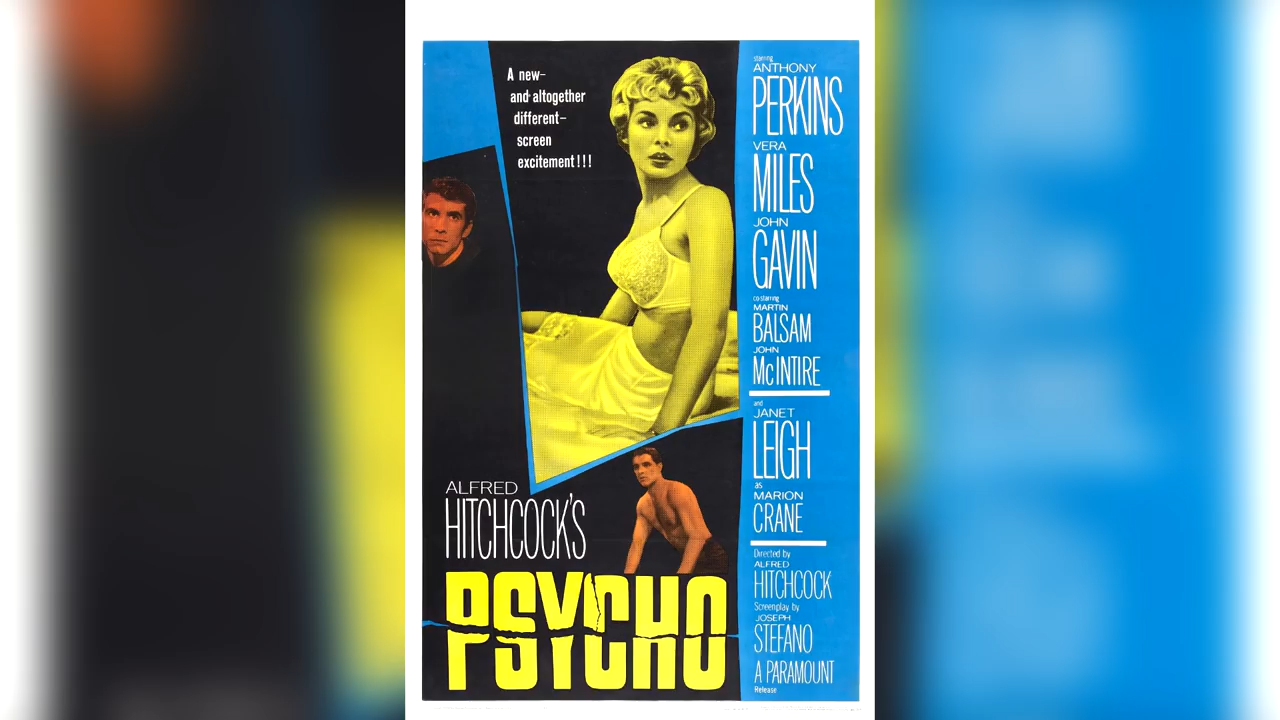 A new–
and altogether
different–
screen
excitement!!!
ALFRED
HITCHCOCK'S
PSYCHO
starring
ANTHONY
PERKINS
VERA
MILES
JOHN
GAVIN
co-starring
MARTIN
BALSAM
JOHN
McINTIRE
and
JANET
LEIGH
as
MARION
CRANE
Directed by
ALFRED
HITCHCOCK
Screenplay by
JOSEPH
STEFANO
A PARAMOUNT
Release